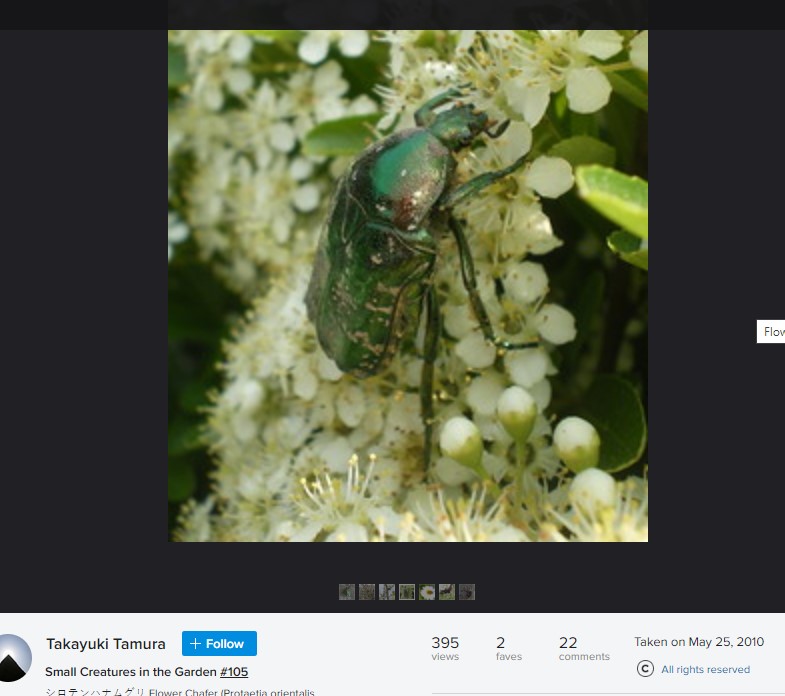 Flow
Takayuki Tamura
+ Follow
Small Creatures in the Garden #105
シロテンハナムグリ Flower Chafer (Protaetia orientalis
395
views
2
faves
22
comments
Taken on May 25, 2010
© All rights reserved